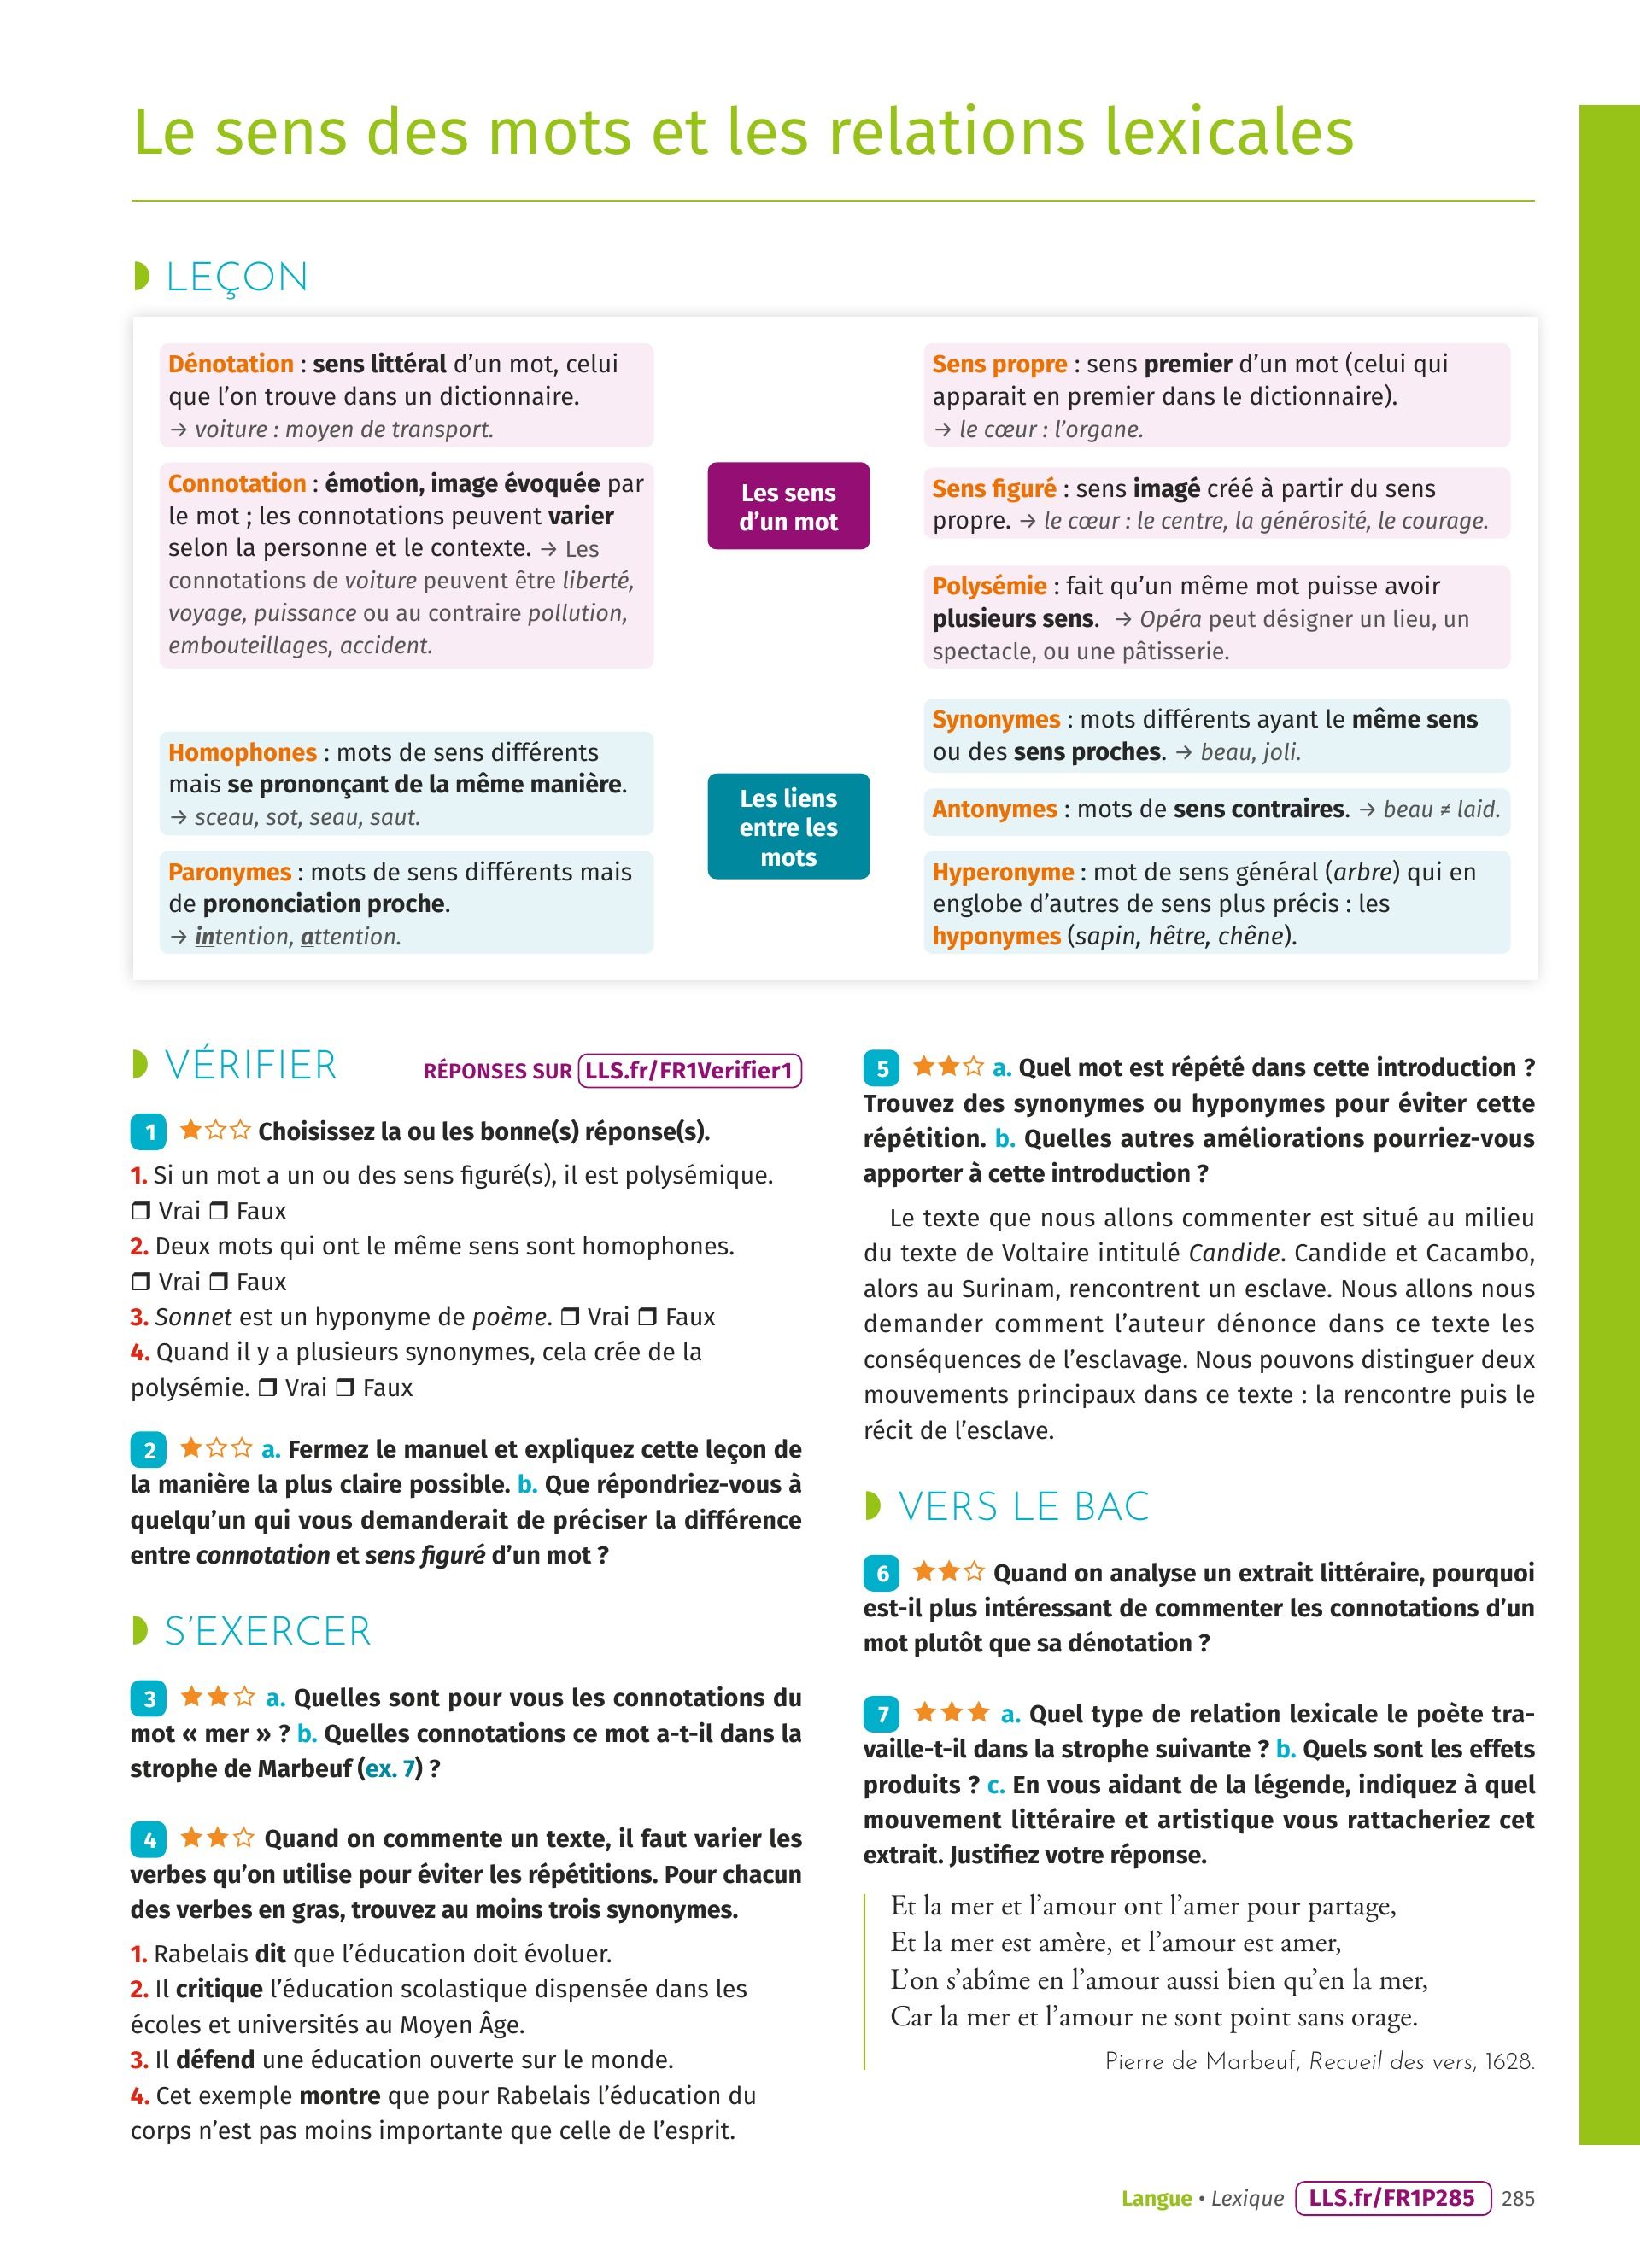 Le sens des mots et les relations lexicales
LEÇON
Dénotation : sens littéral d’un mot, celui
que l’on trouve dans un dictionnaire.
→ voiture : moyen de transport.
Connotation : émotion, image évoquée par
le mot ; les connotations peuvent varier
selon la personne et le contexte. → Les
connotations de voiture peuvent être liberté,
voyage, puissance ou au contraire pollution,
embouteillages, accident.
Homophones : mots de sens différents
mais se prononçant de la même manière.
→ sceau, sot, seau, saut.
Paronymes : mots de sens différents mais
de prononciation proche.
→ intention, attention.
Les sens
d’un mot
Les liens
entre les
mots
Sens propre : sens premier d’un mot (celui qui
apparait en premier dans le dictionnaire).
→ le cœur : l’organe.
Sens figuré : sens imagé créé à partir du sens
propre. → le cœur : le centre, la générosité, le courage.
Polysémie : fait qu’un même mot puisse avoir
plusieurs sens. → Opéra peut désigner un lieu, un
spectacle, ou une pâtisserie.
Synonymes : mots différents ayant le même sens
ou des sens proches. → beau, joli.
Antonymes : mots de sens contraires. → beau ≠ laid.
Hyperonyme : mot de sens général (arbre) qui en
englobe d’autres de sens plus précis : les
hyponymes (sapin, hêtre, chêne).
VÉRIFIER
RÉPONSES SUR LLS.fr/FR1Verifier1
1 ★☆☆ Choisissez la ou les bonne(s) réponse(s).
1. Si un mot a un ou des sens figuré(s), il est polysémique.
❒ Vrai ❒ Faux
2. Deux mots qui ont le même sens sont homophones.
❒ Vrai ❒ Faux
3. Sonnet est un hyponyme de poème. ❒ Vrai ❒ Faux
4. Quand il y a plusieurs synonymes, cela crée de la
polysémie. ❒ Vrai ❒ Faux
2 ★☆☆ a. Fermez le manuel et expliquez cette leçon de
la manière la plus claire possible. b. Que répondriez-vous à
quelqu’un qui vous demanderait de préciser la différence
entre connotation et sens figuré d’un mot ?
S’EXERCER
3 ★★☆ a. Quelles sont pour vous les connotations du
mot « mer » ? b. Quelles connotations ce mot a-t-il dans la
strophe de Marbeuf (ex. 7) ?
4 ★★☆ Quand on commente un texte, il faut varier les
verbes qu’on utilise pour éviter les répétitions. Pour chacun
des verbes en gras, trouvez au moins trois synonymes.
1. Rabelais dit que l’éducation doit évoluer.
2. Il critique l’éducation scolastique dispensée dans les
écoles et universités au Moyen Âge.
3. Il défend une éducation ouverte sur le monde.
4. Cet exemple montre que pour Rabelais l’éducation du
corps n’est pas moins importante que celle de l’esprit.
5 ★★☆ a. Quel mot est répété dans cette introduction ?
Trouvez des synonymes ou hyponymes pour éviter cette
répétition. b. Quelles autres améliorations pourriez-vous
apporter à cette introduction ?
Le texte que nous allons commenter est situé au milieu
du texte de Voltaire intitulé Candide. Candide et Cacambo,
alors au Surinam, rencontrent un esclave. Nous allons nous
demander comment l’auteur dénonce dans ce texte les
conséquences de l’esclavage. Nous pouvons distinguer deux
mouvements principaux dans ce texte : la rencontre puis le
récit de l’esclave.
VERS LE BAC
6 ★★☆ Quand on analyse un extrait littéraire, pourquoi
est-il plus intéressant de commenter les connotations d’un
mot plutôt que sa dénotation ?
7 ★★★ a. Quel type de relation lexicale le poète tra-
vaille-t-il dans la strophe suivante ? b. Quels sont les effets
produits ? c. En vous aidant de la légende, indiquez à quel
mouvement littéraire et artistique vous rattacheriez cet
extrait. Justifiez votre réponse.
Et la mer et l’amour ont l’amer pour partage,
Et la mer est amère, et l’amour est amer,
L’on s’abîme en l’amour aussi bien qu’en la mer,
Car la mer et l’amour ne sont point sans orage.
Pierre de Marbeuf, Recueil des vers, 1628.
Langue • Lexique LLS.fr/FR1P285 285